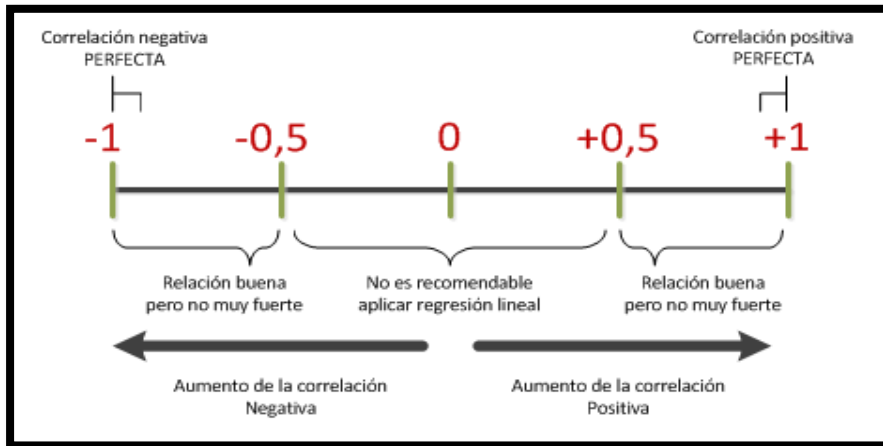 Correlación negativa
PERFECTA
Correlación positiva
PERFECTA
-1
-0,5
0
+0,5
+1
Relación buena
pero no muy fuerte
No es recomendable
aplicar regresión lineal
Relación buena
pero no muy fuerte
Aumento de la correlación
Negativa
Aumento de la correlación
Positiva